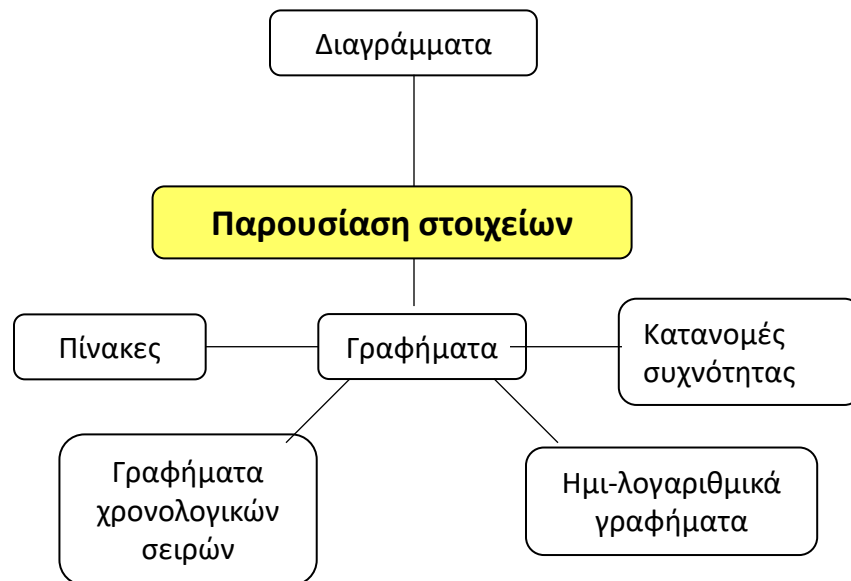 Διαγράμματα
Παρουσίαση στοιχείων
Πίνακες
Γραφήματα
Κατανομές
συχνότητας
Γραφήματα
χρονολογικών
σειρών
Ημι-λογαριθμικά
γραφήματα